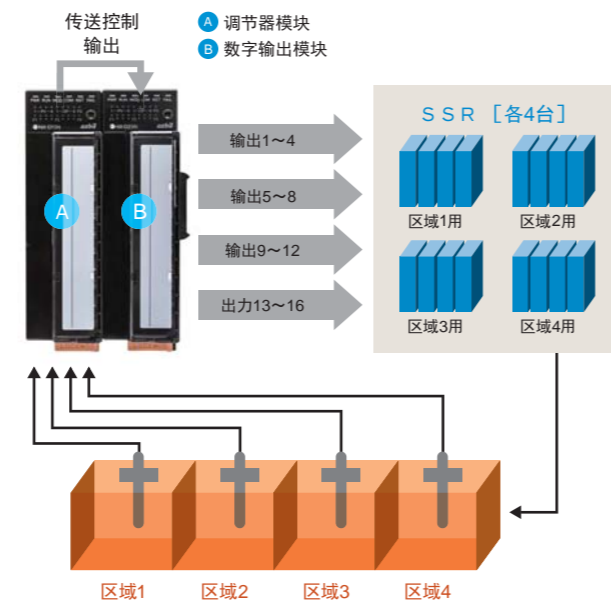 传送控制
输出
A 调节器模块
B 数字输出模块
A
B
输出1～4
输出5～8
输出9～12
出力13～16
SSR［各4台］
区域1用
区域2用
区域3用
区域4用
区域1
区域2
区域3
区域4